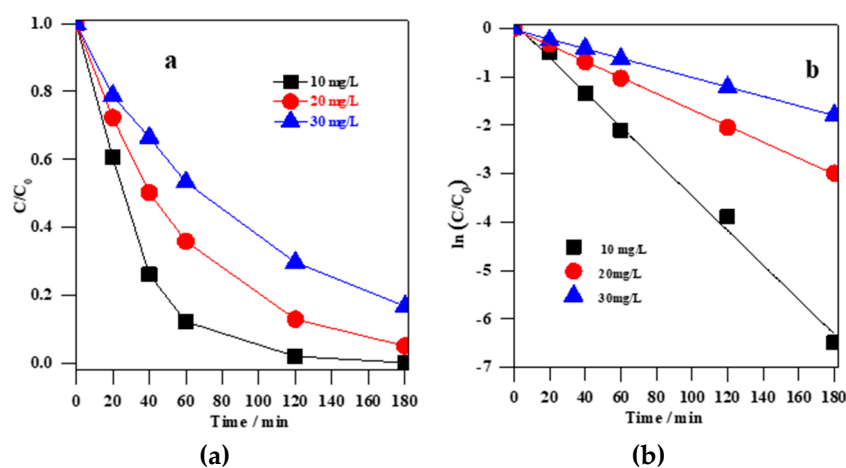 1.0
0.8
0.6
0.4
0.2
0.0
C/C₀
a
10 mg/L
20 mg/L
30 mg/L
0 20 40 60 80 100 120 140 160 180
Time / min
(a)
0
-1
-2
-3
-4
-5
-6
-7
ln (C/C₀)
b
10 mg/L
20mg/L
30mg/L
0 20 40 60 80 100 120 140 160 180
Time / min
(b)